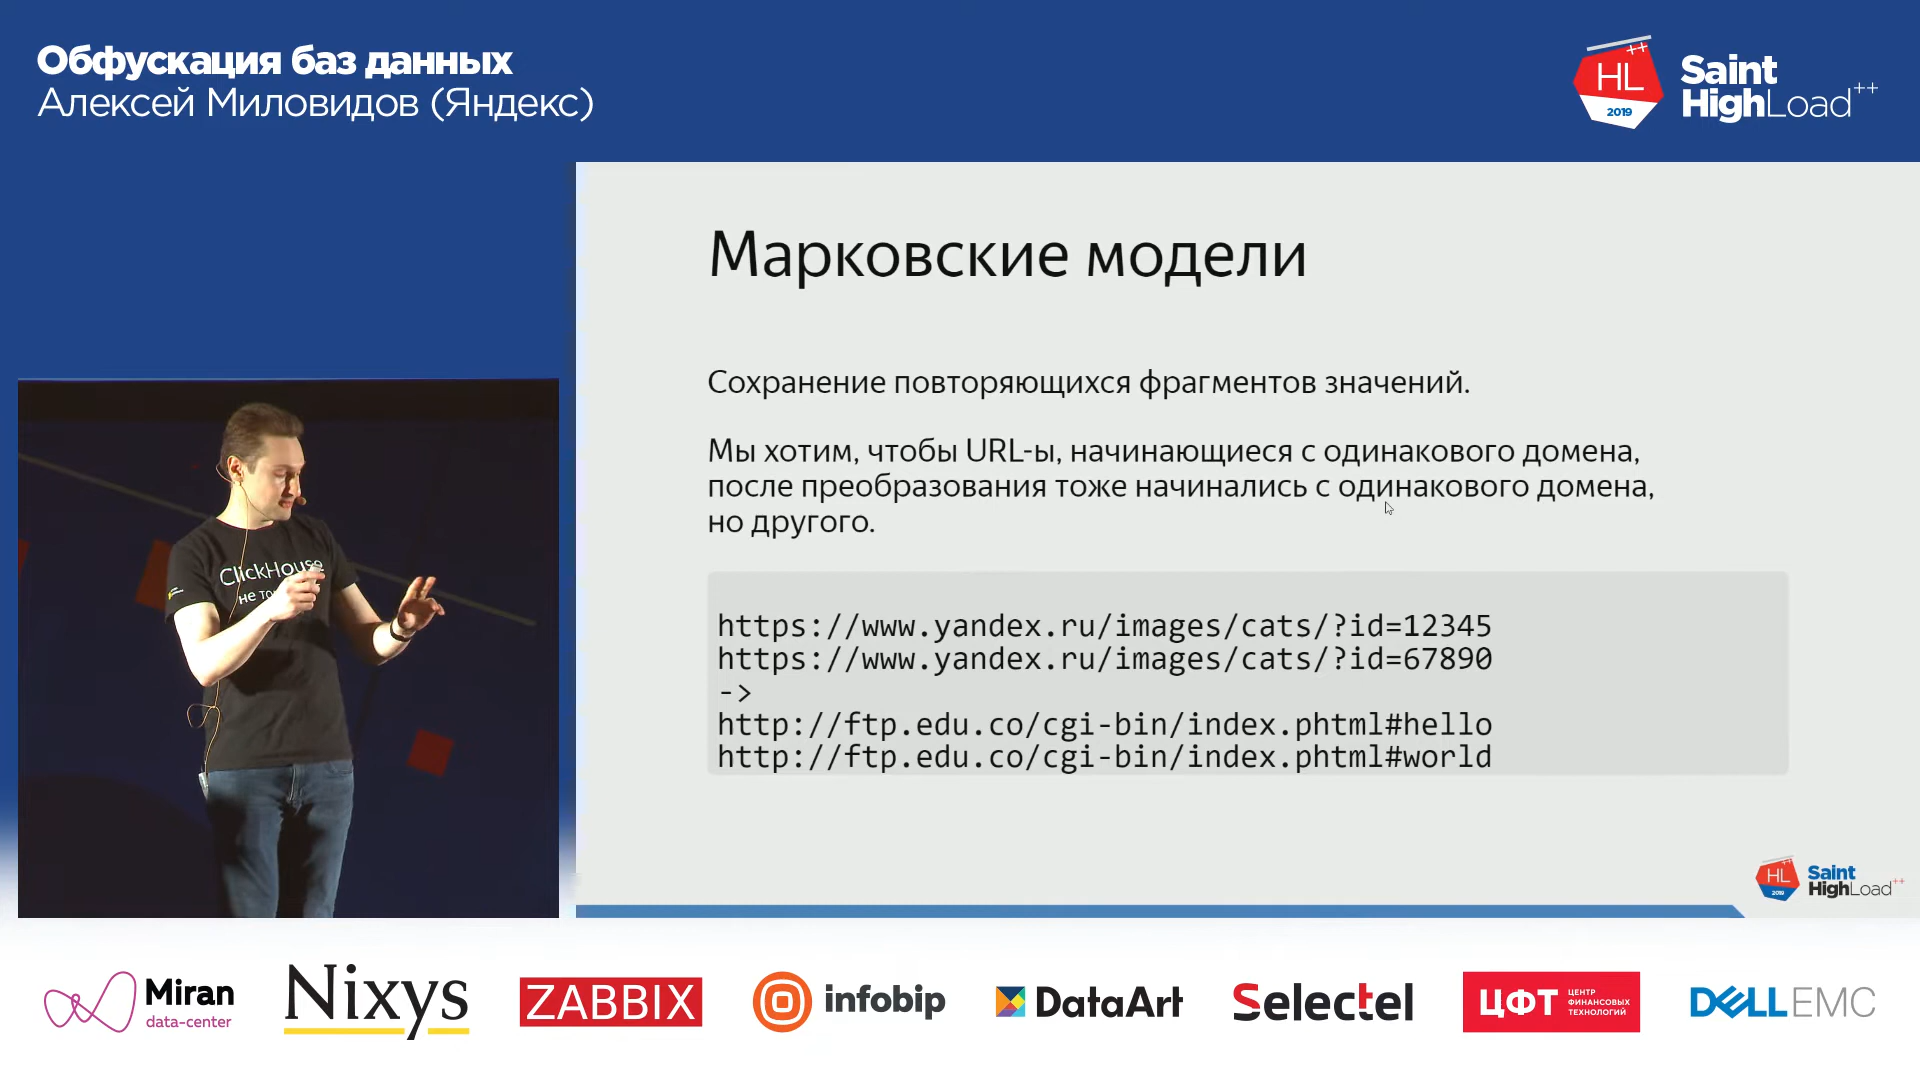 Обфускация баз данных
Алексей Миловидов (Яндекс)
HL ++
2019
Saint
HighLoad++
Марковские модели
Сохранение повторяющихся фрагментов значений.
Мы хотим, чтобы URL-ы, начинающиеся с одинакового домена,
после преобразования тоже начинались с одинакового домена,
но другого.
https://www.yandex.ru/images/cats/?id=12345
https://www.yandex.ru/images/cats/?id=67890
->
http://ftp.edu.co/cgi-bin/index.phtml#hello
http://ftp.edu.co/cgi-bin/index.phtml#world
ClickHouse
не
HL
2019
Saint
HighLoad++
Miran
data-center
Nixys
ZABBIX
infobip
DataArt
Selectel
ЦФТ
ЦЕНТР
ФИНАНСОВЫХ
ТЕХНОЛОГИЙ
DELL EMC